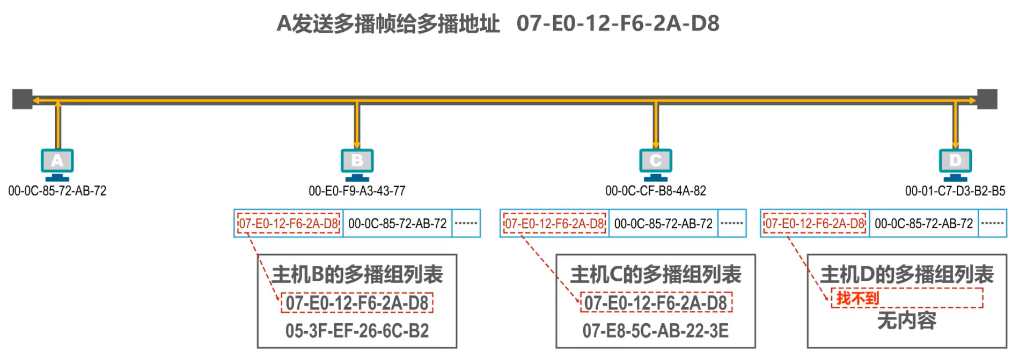 A发送多播帧给多播地址 07-E0-12-F6-2A-D8
A
B
C
D
00-0C-85-72-AB-72
00-E0-F9-A3-43-77
00-0C-CF-B8-4A-82
00-01-C7-D3-B2-B5
07-E0-12-F6-2A-D8 00-0C-85-72-AB-72 ······
07-E0-12-F6-2A-D8 00-0C-85-72-AB-72 ······
07-E0-12-F6-2A-D8 00-0C-85-72-AB-72 ······
主机B的多播组列表
07-E0-12-F6-2A-D8
05-3F-EF-26-6C-B2
主机C的多播组列表
07-E0-12-F6-2A-D8
07-E8-5C-AB-22-3E
主机D的多播组列表
找不到
无内容